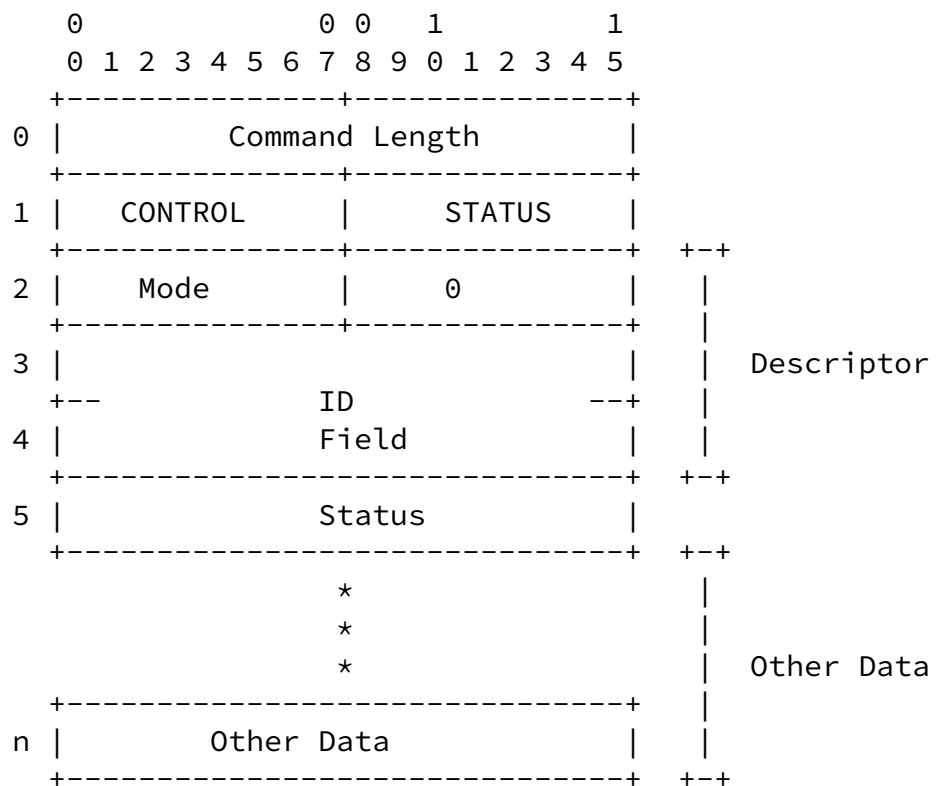 0             0 0   1         1
    0 1 2 3 4 5 6 7 8 9 0 1 2 3 4 5
   +---------------+---------------+
0 |         Command Length        |
   +---------------+---------------+
1 |   CONTROL     |     STATUS    |
   +---------------+---------------+  +-+
2 |    Mode       |     0         |   |
   +---------------+---------------+   |
3 |                               |   |  Descriptor
   +--            ID             --+   |
4 |              Field            |   |
   +-------------------------------+  +-+
5 |              Status           |
   +-------------------------------+  +-+
                   *                   |
                   *                   |
                   *                   |  Other Data
   +-------------------------------+   |
n |        Other Data             |   |
   +-------------------------------+  +-+